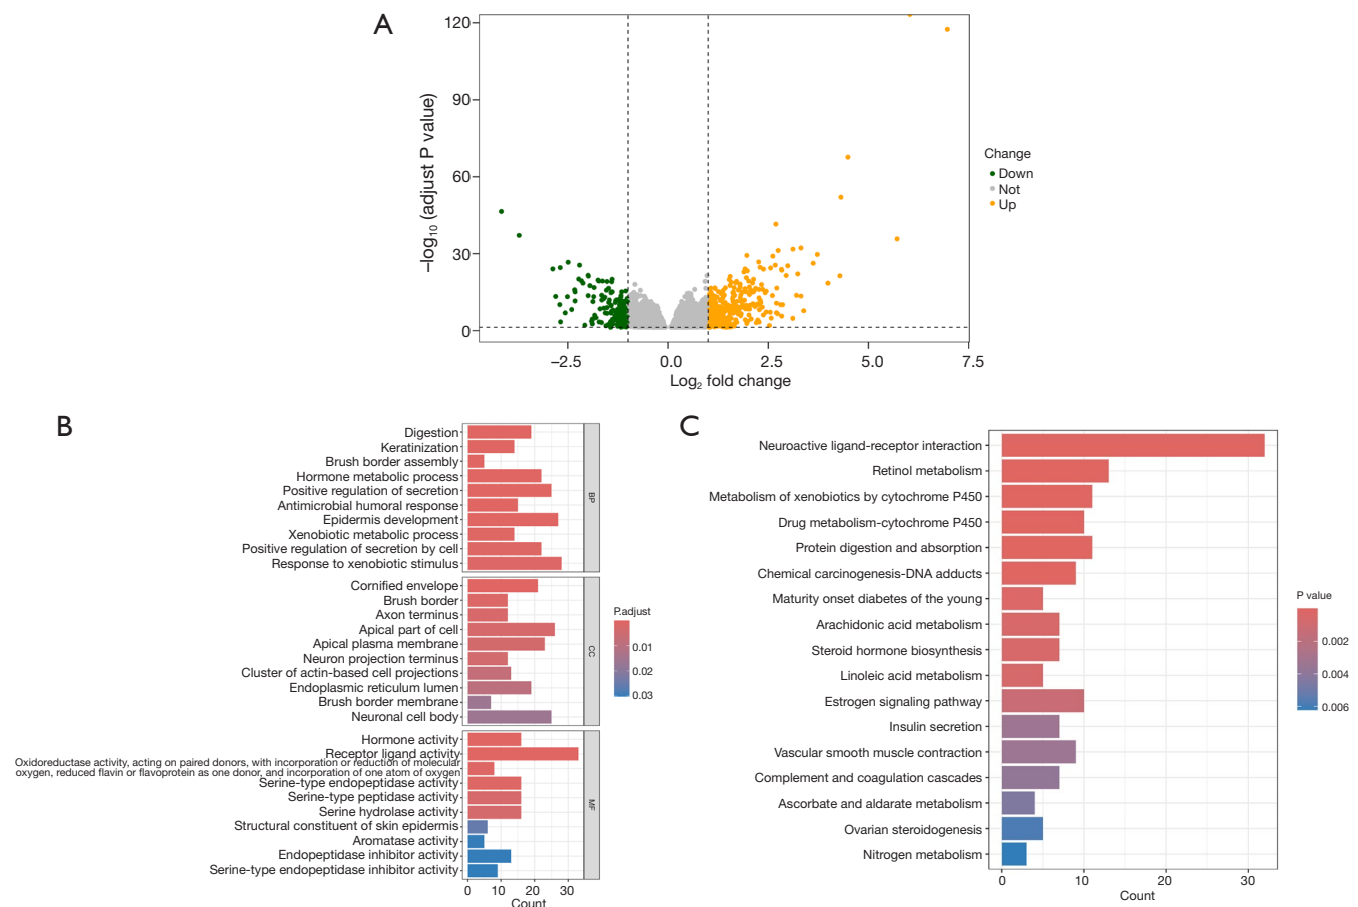 A
120
90
60
30
0
−log10 (adjust P value)
−2.5
0.0
2.5
5.0
7.5
Log2 fold change
Change
Down
Not
Up
B
Digestion
Keratinization
Brush border assembly
Hormone metabolic process
Positive regulation of secretion
Antimicrobial humoral response
Epidermis development
Xenobiotic metabolic process
Positive regulation of secretion by cell
Response to xenobiotic stimulus
BP
Cornified envelope
Brush border
Axon terminus
Apical part of cell
Apical plasma membrane
Neuron projection terminus
Cluster of actin-based cell projections
Endoplasmic reticulum lumen
Brush border membrane
Neuronal cell body
CC
Hormone activity
Receptor ligand activity
Oxidoreductase activity, acting on paired donors, with incorporation or reduction of molecular
oxygen, reduced flavin or flavoprotein as one donor, and incorporation of one atom of oxygen
Serine-type endopeptidase activity
Serine-type peptidase activity
Serine hydrolase activity
Structural constituent of skin epidermis
Aromatase activity
Endopeptidase inhibitor activity
Serine-type endopeptidase inhibitor activity
MF
0 10 20 30
Count
P.adjust
0.01
0.02
0.03
C
Neuroactive ligand-receptor interaction
Retinol metabolism
Metabolism of xenobiotics by cytochrome P450
Drug metabolism-cytochrome P450
Protein digestion and absorption
Chemical carcinogenesis-DNA adducts
Maturity onset diabetes of the young
Arachidonic acid metabolism
Steroid hormone biosynthesis
Linoleic acid metabolism
Estrogen signaling pathway
Insulin secretion
Vascular smooth muscle contraction
Complement and coagulation cascades
Ascorbate and aldarate metabolism
Ovarian steroidogenesis
Nitrogen metabolism
0 10 20 30
Count
P value
0.002
0.004
0.006